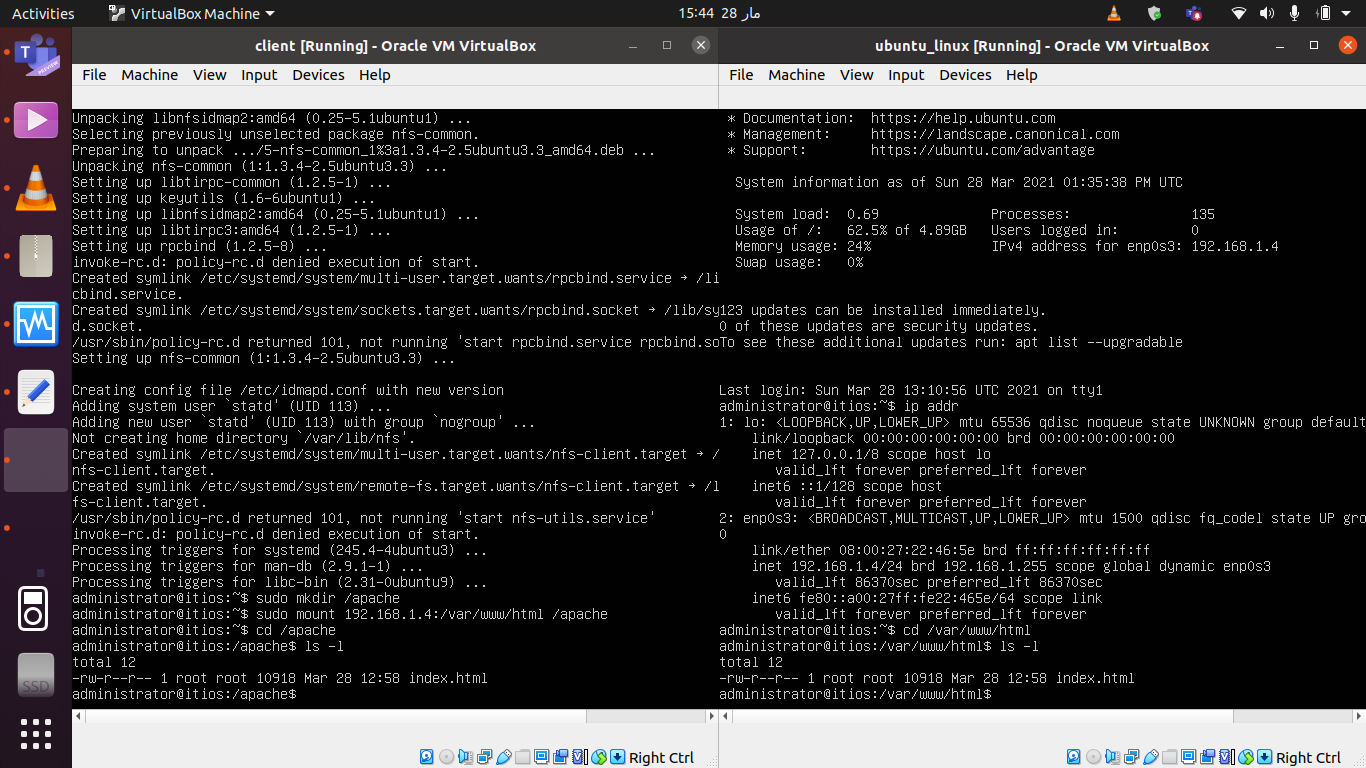 Activities
VirtualBox Machine
15:44 28 مار
client [Running] - Oracle VM VirtualBox
File Machine View Input Devices Help
Unpacking libnfsidmap2:amd64 (0.25-5.1ubuntu1) ...
Selecting previously unselected package nfs-common.
Preparing to unpack .../5-nfs-common_1%3a1.3.4-2.5ubuntu3.3_amd64.deb ...
Unpacking nfs-common (1:1.3.4-2.5ubuntu3.3) ...
Setting up libtirpc-common (1.2.5-1) ...
Setting up keyutils (1.6-6ubuntu1) ...
Setting up libnfsidmap2:amd64 (0.25-5.1ubuntu1) ...
Setting up libtirpc3:amd64 (1.2.5-1) ...
Setting up rpcbind (1.2.5-8) ...
invoke-rc.d: policy-rc.d denied execution of start.
Created symlink /etc/systemd/system/multi-user.target.wants/rpcbind.service → /li
cbind.service.
Created symlink /etc/systemd/system/sockets.target.wants/rpcbind.socket → /lib/sy
d.socket.
/usr/sbin/policy-rc.d returned 101, not running 'start rpcbind.service rpcbind.so
Setting up nfs-common (1:1.3.4-2.5ubuntu3.3) ...
Creating config file /etc/idmapd.conf with new version
Adding system user `statd' (UID 113) ...
Adding new user `statd' (UID 113) with group `nogroup' ...
Not creating home directory `/var/lib/nfs'.
Created symlink /etc/systemd/system/multi-user.target.wants/nfs-client.target → /
nfs-client.target.
Created symlink /etc/systemd/system/remote-fs.target.wants/nfs-client.target → /l
fs-client.target.
/usr/sbin/policy-rc.d returned 101, not running 'start nfs-utils.service'
invoke-rc.d: policy-rc.d denied execution of start.
Processing triggers for systemd (245.4-4ubuntu3) ...
Processing triggers for man-db (2.9.1-1) ...
Processing triggers for libc-bin (2.31-0ubuntu9) ...
administrator@itios:~$ sudo mkdir /apache
administrator@itios:~$ sudo mount 192.168.1.4:/var/www/html /apache
administrator@itios:~$ cd /apache
administrator@itios:/apache$ ls -l
total 12
-rw-r--r-- 1 root root 10918 Mar 28 12:58 index.html
administrator@itios:/apache$
Right Ctrl
ubuntu_linux [Running] - Oracle VM VirtualBox
File Machine View Input Devices Help
* Documentation: https://help.ubuntu.com
* Management: https://landscape.canonical.com
* Support: https://ubuntu.com/advantage
System information as of Sun 28 Mar 2021 01:35:38 PM UTC
System load: 0.69 Processes: 135
Usage of /: 62.5% of 4.89GB Users logged in: 0
Memory usage: 24% IPv4 address for enp0s3: 192.168.1.4
Swap usage: 0%
123 updates can be installed immediately.
0 of these updates are security updates.
To see these additional updates run: apt list --upgradable
Last login: Sun Mar 28 13:10:56 UTC 2021 on tty1
administrator@itios:~$ ip addr
1: lo: <LOOPBACK,UP,LOWER_UP> mtu 65536 qdisc noqueue state UNKNOWN group default
link/loopback 00:00:00:00:00:00 brd 00:00:00:00:00:00
inet 127.0.0.1/8 scope host lo
valid_lft forever preferred_lft forever
inet6 ::1/128 scope host
valid_lft forever preferred_lft forever
2: enp0s3: <BROADCAST,MULTICAST,UP,LOWER_UP> mtu 1500 qdisc fq_codel state UP gro
0
link/ether 08:00:27:22:46:5e brd ff:ff:ff:ff:ff:ff
inet 192.168.1.4/24 brd 192.168.1.255 scope global dynamic enp0s3
valid_lft 86370sec preferred_lft 86370sec
inet6 fe80::a00:27ff:fe22:465e/64 scope link
valid_lft forever preferred_lft forever
administrator@itios:~$ cd /var/www/html
administrator@itios:/var/www/html$ ls -l
total 12
-rw-r--r-- 1 root root 10918 Mar 28 12:58 index.html
administrator@itios:/var/www/html$
Right Ctrl
T
PREVIEW
SSD